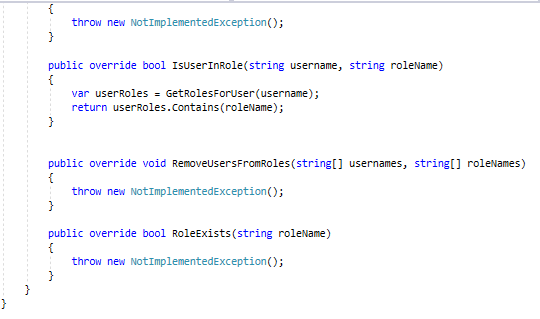 {
throw new NotImplementedException();
}
public override bool IsUserInRole(string username, string roleName)
{
var userRoles = GetRolesForUser(username);
return userRoles.Contains(roleName);
}
public override void RemoveUsersFromRoles(string[] usernames, string[] roleNames)
{
throw new NotImplementedException();
}
public override bool RoleExists(string roleName)
{
throw new NotImplementedException();
}
}
}